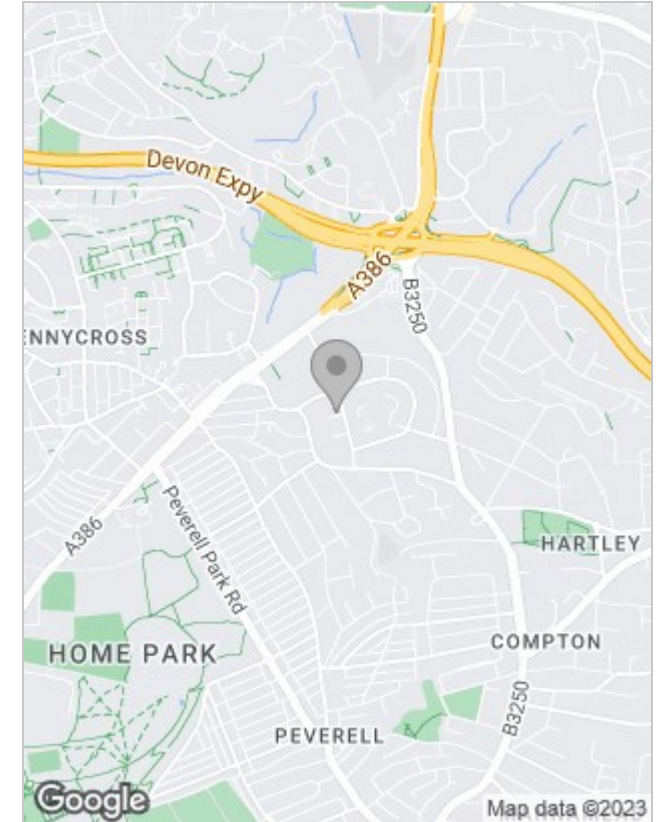 Devon Expy
A386
B3250
ENNYCROSS
A386
Peverell Park Rd
HARTLEY
HOME PARK
COMPTON
B3250
PEVERELL
Google
Map data ©2023